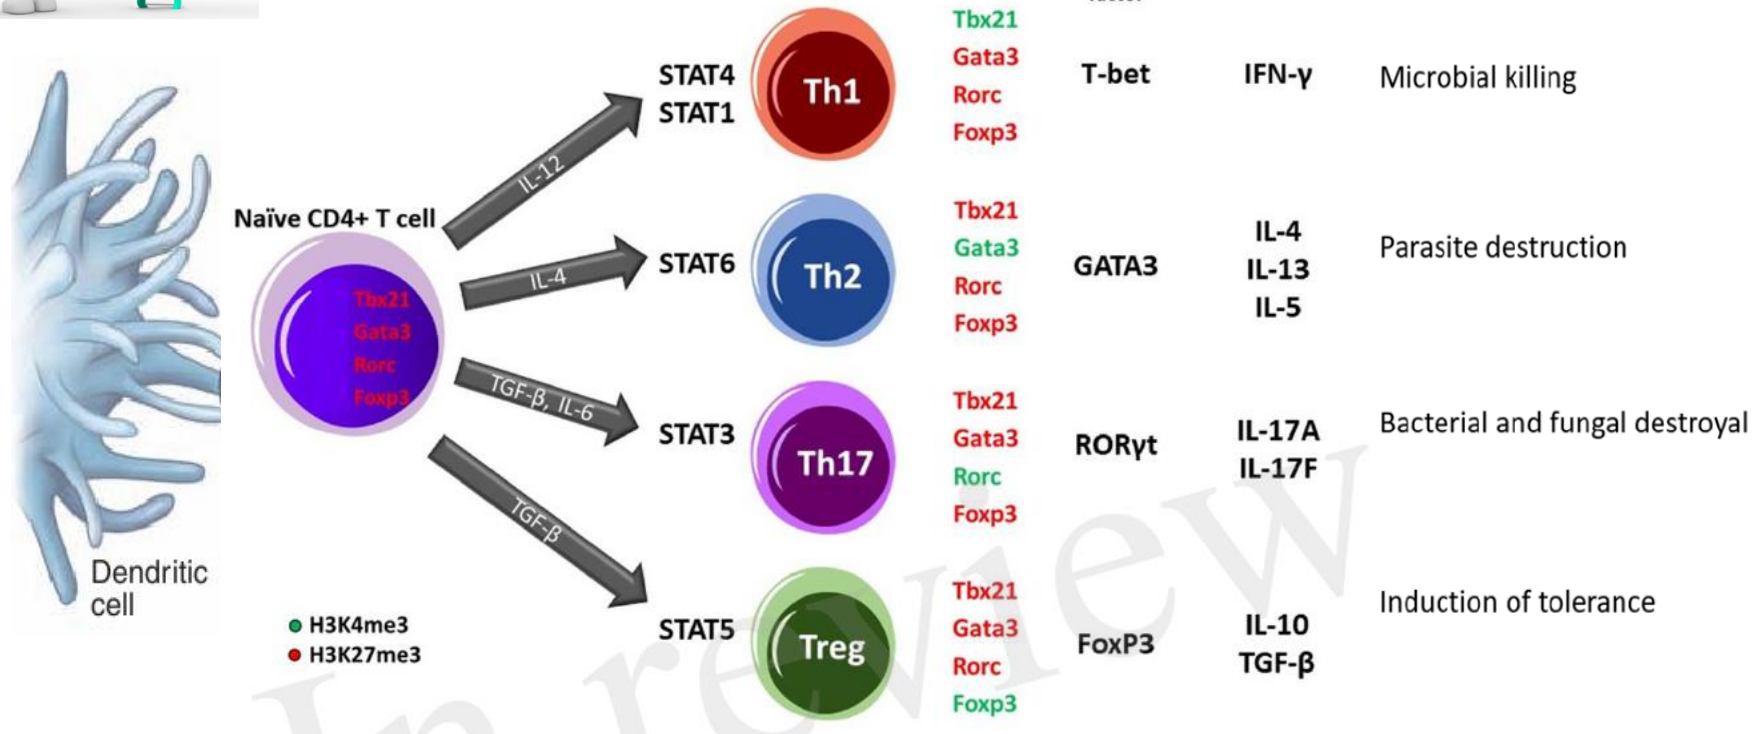 Tbx21
Gata3
Rorc
Foxp3
STAT4
STAT1
Th1
T-bet
IFN-γ
Microbial killing
IL-12
Naïve CD4+ T cell
Tbx21
Gata3
Rorc
Foxp3
IL-4
STAT6
Th2
Tbx21
Gata3
Rorc
Foxp3
GATA3
IL-4
IL-13
IL-5
Parasite destruction
TGF-β, IL-6
STAT3
Th17
Tbx21
Gata3
Rorc
Foxp3
RORγt
IL-17A
IL-17F
Bacterial and fungal destroyal
TGF-β
STAT5
Treg
Tbx21
Gata3
Rorc
Foxp3
FoxP3
IL-10
TGF-β
Induction of tolerance
Dendritic
cell
H3K4me3
H3K27me3
In review